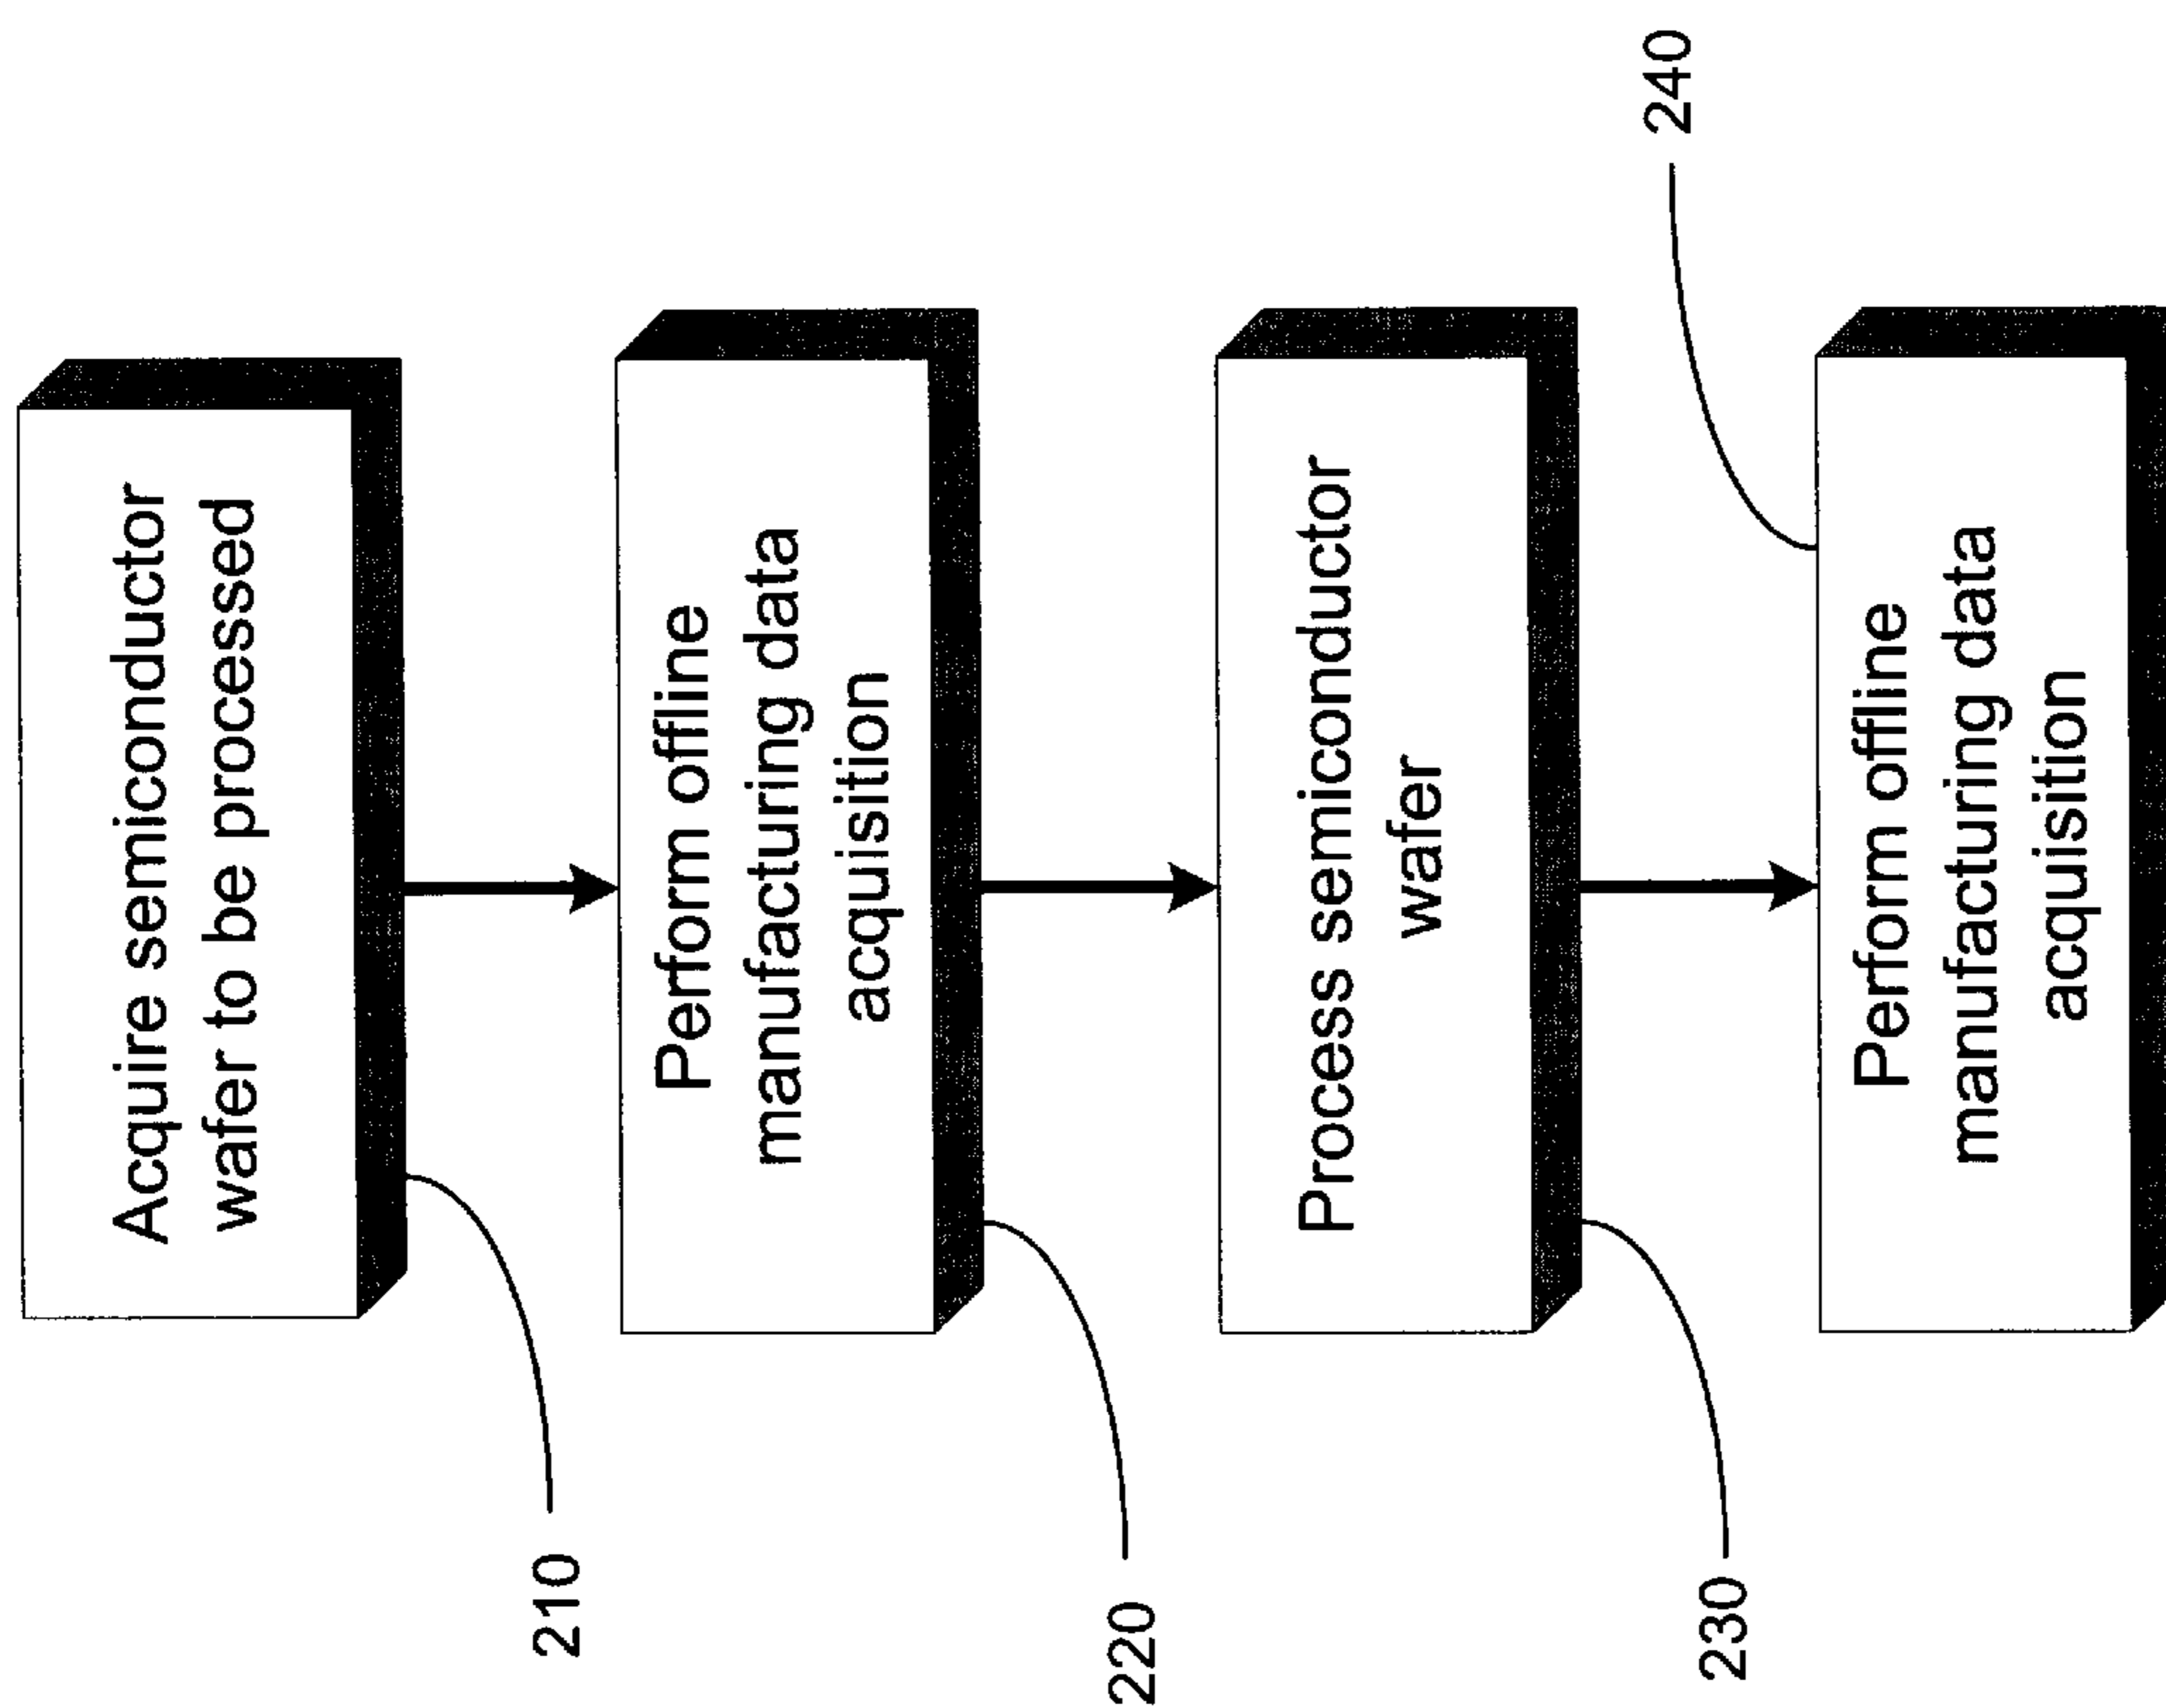 Acquire semiconductor
wafer to be processed
210
Perform offline
manufacturing data
acquisition
220
Process semiconductor
wafer
230
Perform offline
manufacturing data
acquisition
240